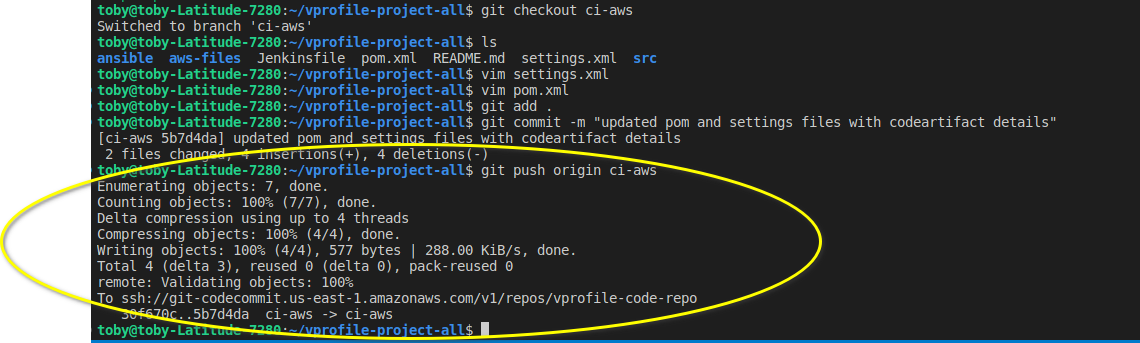 toby@toby-Latitude-7280:~/vprofile-project-all$ git checkout ci-aws
Switched to branch 'ci-aws'
toby@toby-Latitude-7280:~/vprofile-project-all$ ls
ansible  aws-files  Jenkinsfile  pom.xml  README.md  settings.xml  src
toby@toby-Latitude-7280:~/vprofile-project-all$ vim settings.xml
toby@toby-Latitude-7280:~/vprofile-project-all$ vim pom.xml
toby@toby-Latitude-7280:~/vprofile-project-all$ git add .
toby@toby-Latitude-7280:~/vprofile-project-all$ git commit -m "updated pom and settings files with codeartifact details"
[ci-aws 5b7d4da] updated pom and settings files with codeartifact details
 2 files changed, 4 insertions(+), 4 deletions(-)
toby@toby-Latitude-7280:~/vprofile-project-all$ git push origin ci-aws
Enumerating objects: 7, done.
Counting objects: 100% (7/7), done.
Delta compression using up to 4 threads
Compressing objects: 100% (4/4), done.
Writing objects: 100% (4/4), 577 bytes | 288.00 KiB/s, done.
Total 4 (delta 3), reused 0 (delta 0), pack-reused 0
remote: Validating objects: 100%
To ssh://git-codecommit.us-east-1.amazonaws.com/v1/repos/vprofile-code-repo
   30f670c..5b7d4da  ci-aws -> ci-aws
toby@toby-Latitude-7280:~/vprofile-project-all$